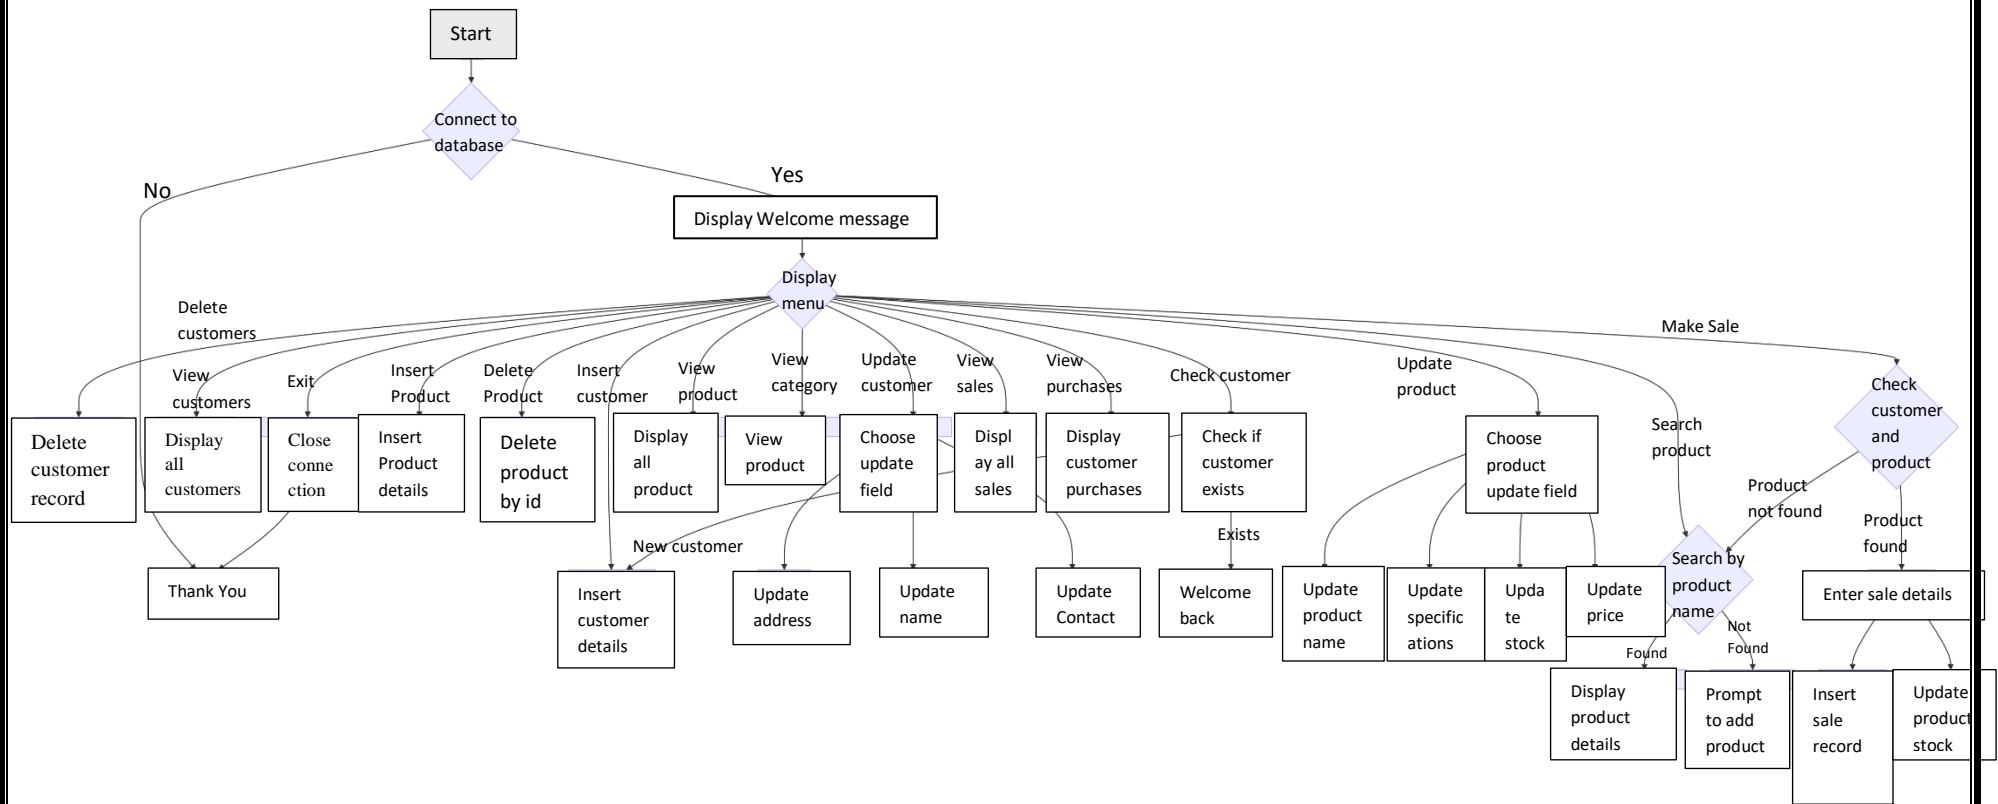 Start
Connect to
database
No
Yes
Display Welcome message
Display
menu
Delete
customers
View
customers
Exit
Insert
Product
Delete
Product
Insert
customer
View
product
View
category
Update
customer
View
sales
View
purchases
Check customer
Update
product
Search
product
Make Sale
Check
customer
and
product
Delete
customer
record
Display
all
customers
Close
conne
ction
Insert
Product
details
Delete
product
by id
Display
all
product
View
product
Choose
update
field
Displ
ay all
sales
Display
customer
purchases
Check if
customer
exists
Choose
product
update field
Product
not found
Product
found
New customer
Exists
Thank You
Insert
customer
details
Update
address
Update
name
Update
Contact
Welcome
back
Update
product
name
Update
specific
ations
Upda
te
stock
Update
price
Search by
product
name
Enter sale details
Found
Not
Found
Display
product
details
Prompt
to add
product
Insert
sale
record
Update
product
stock